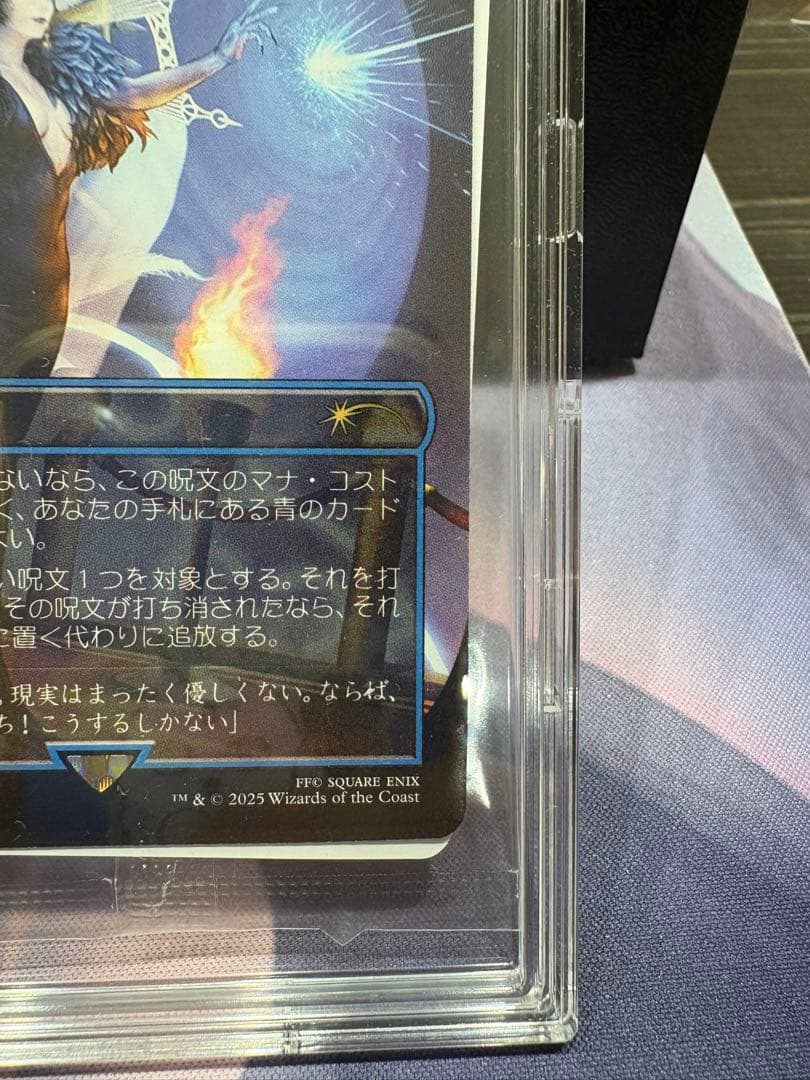 ないなら、この呪文のマナ・コスト
く、あなたの手札にある青のカード
よい。
い呪文1つを対象とする。それを打
その呪文が打ち消されたなら、それ
に置く代わりに追放する。
、現実はまったく優しくない。ならば、
ち!こうするしかない」
FF© SQUARE ENIX
™ & © 2025 Wizards of the Coast